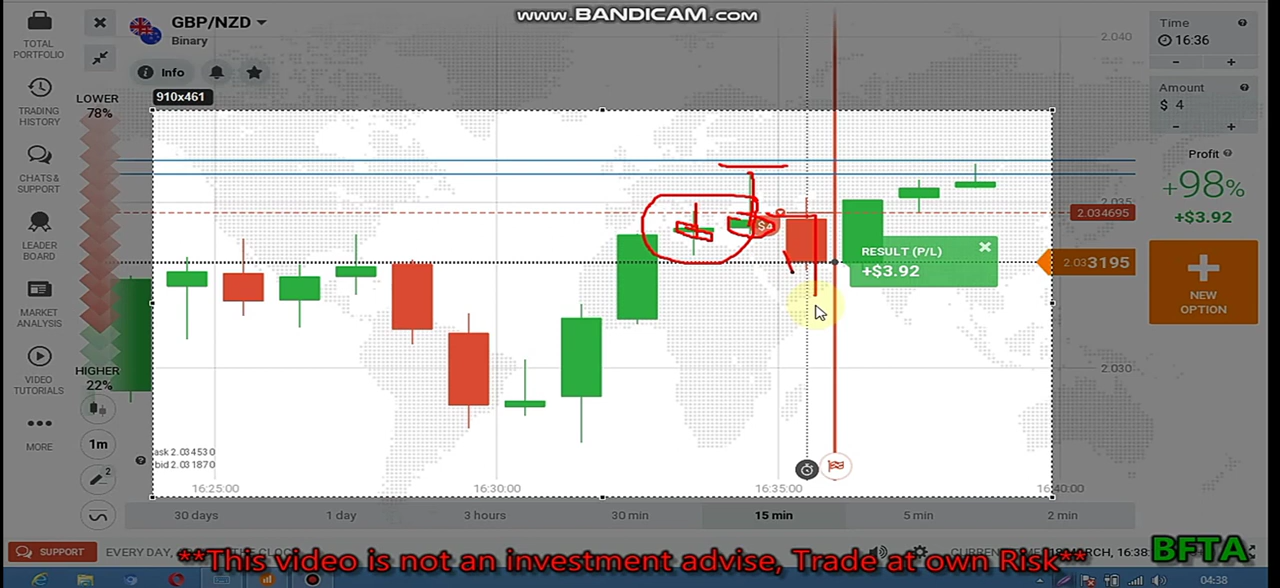 www.BANDICAM.com
TOTAL
PORTFOLIO
GBP/NZD
Binary
Time
16:36
-
+
Info
910x461
LOWER
78%
TRADING
HISTORY
Amount
$ 4
-
+
CHATS &
SUPPORT
Profit
+98%
+$3.92
LEADER
BOARD
2.040
2.035
2.034695
2.033195
2.030
$4
RESULT (P/L)
+$3.92
NEW
OPTION
MARKET
ANALYSIS
HIGHER
22%
VIDEO
TUTORIALS
MORE
1m
2
ask 2.034530
bid 2.031870
16:25:00
16:30:00
16:35:00
16:40:00
30 days
1 day
3 hours
30 min
15 min
5 min
2 min
SUPPORT
EVERY DAY,
**This video is not an investment advise, Trade at own Risk**
BFTA
04:38